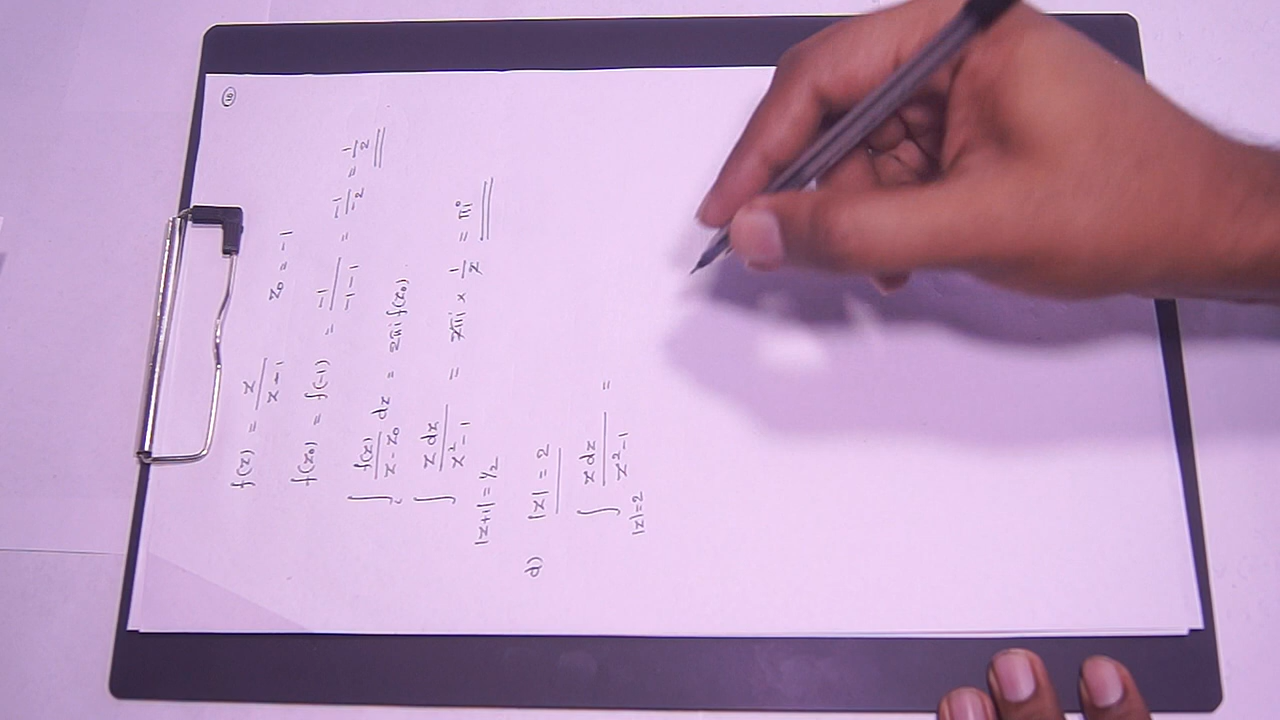 10
f(z) = z/(z-1)   z₀ = -1
f(z₀) = f(-1) = -1/(-1-1) = -1/-2 = 1/2
∫c f(z)/(z-z₀) dz = 2πi f(z₀)
∫ z dz/(z²-1) = 2πi × 1/2 = πi
|z+1| = 1/2
d) |z| = 2
∫ z dz/(z²-1) =
|z|=2